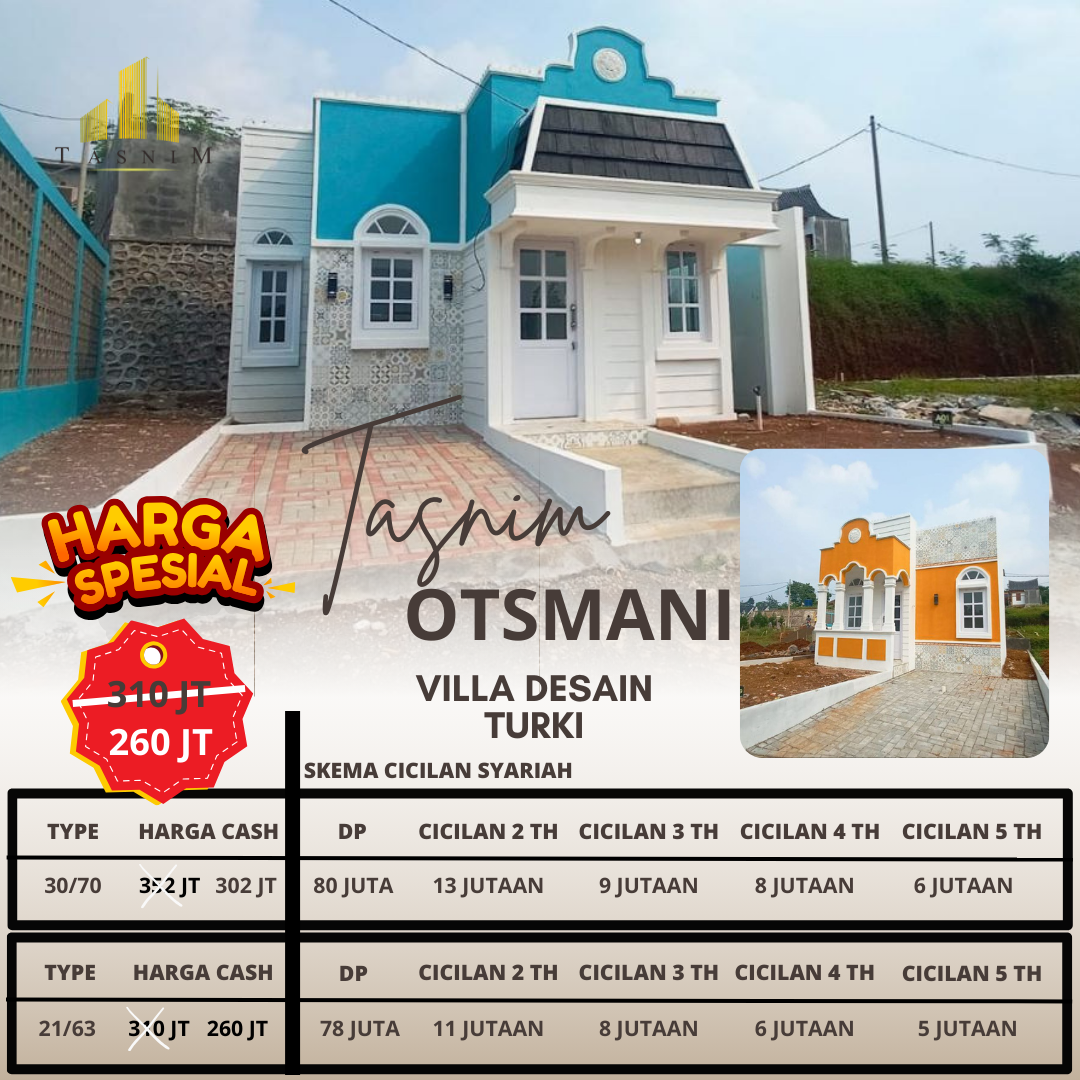 TASNIM
A01
Tasnim
OTSMANI
HARGA
SPESIAL
310 JT
260 JT
VILLA DESAIN
TURKI
SKEMA CICILAN SYARIAH
TYPE HARGA CASH DP CICILAN 2 TH CICILAN 3 TH CICILAN 4 TH CICILAN 5 TH
30/70 352 JT 302 JT 80 JUTA 13 JUTAAN 9 JUTAAN 8 JUTAAN 6 JUTAAN
TYPE HARGA CASH DP CICILAN 2 TH CICILAN 3 TH CICILAN 4 TH CICILAN 5 TH
21/63 310 JT 260 JT 78 JUTA 11 JUTAAN 8 JUTAAN 6 JUTAAN 5 JUTAAN